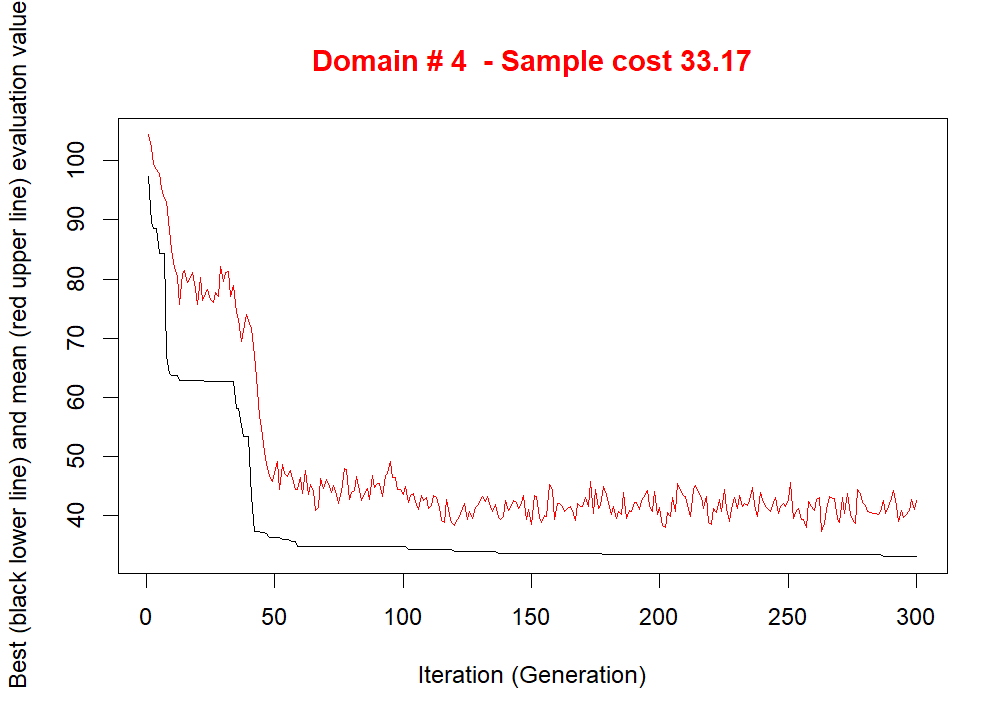 Domain # 4  - Sample cost 33.17
Best (black lower line) and mean (red upper line) evaluation value
100
90
80
70
60
50
40
0 50 100 150 200 250 300
Iteration (Generation)